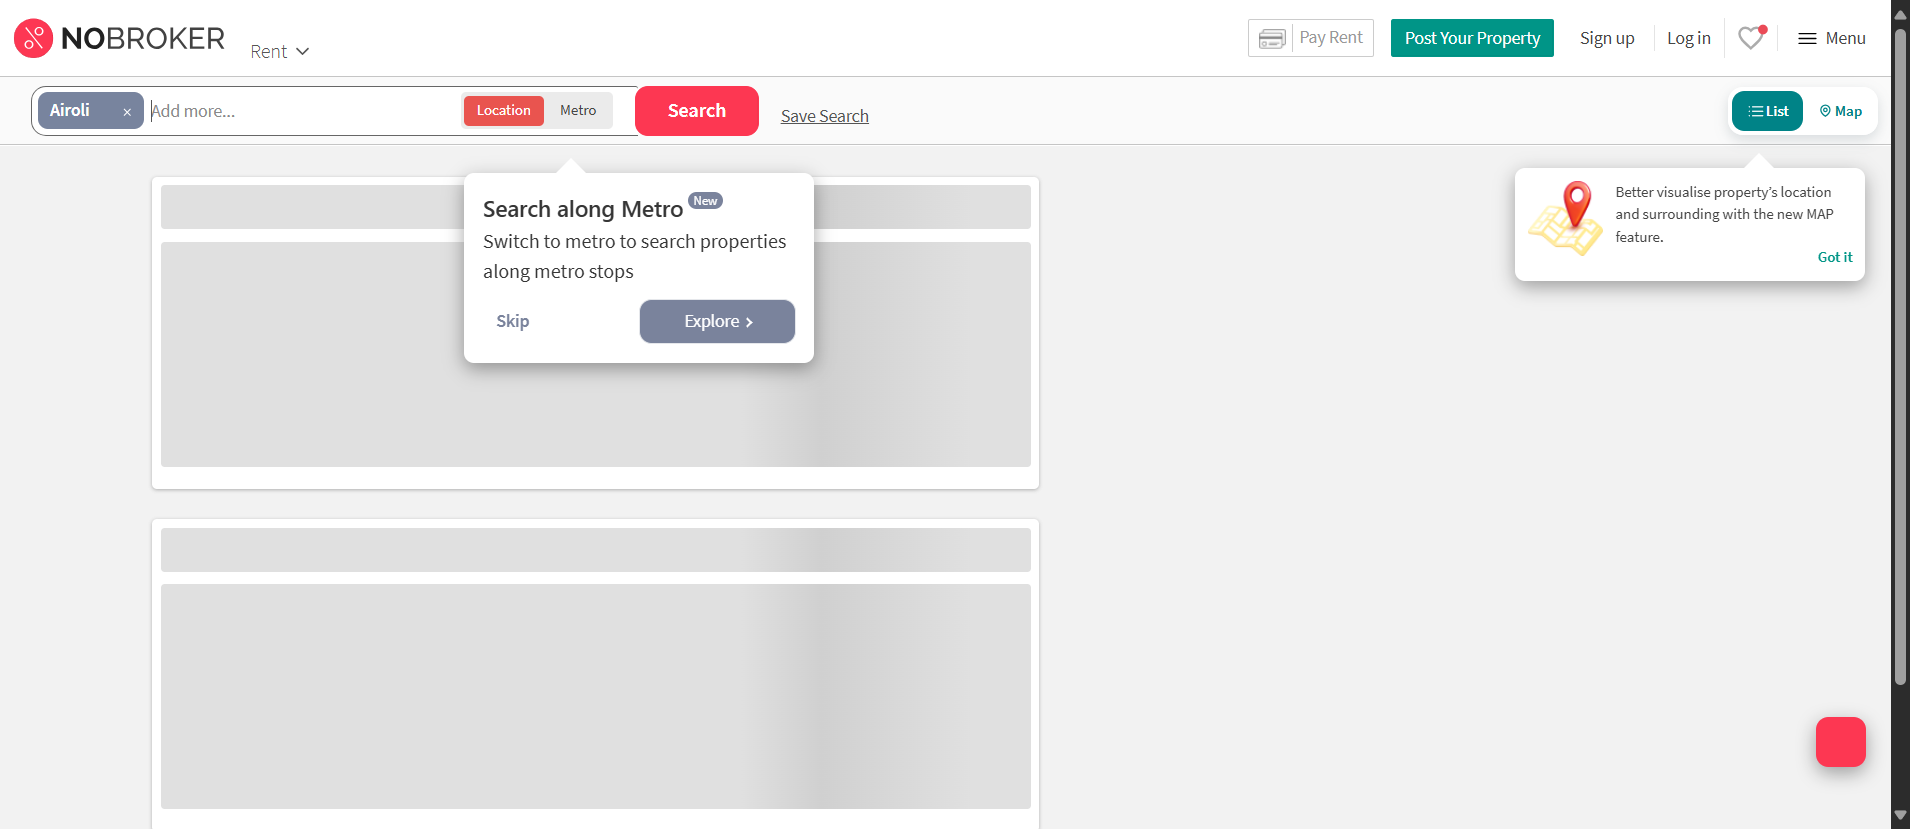 NOBROKER
Rent
Pay Rent
Post Your Property
Sign up
Log in
Menu
Airoli ×
Add more...
Location
Metro
Search
Save Search
List
Map
Search along Metro New
Switch to metro to search properties
along metro stops
Skip
Explore ›
Better visualise property’s location
and surrounding with the new MAP
feature.
Got it